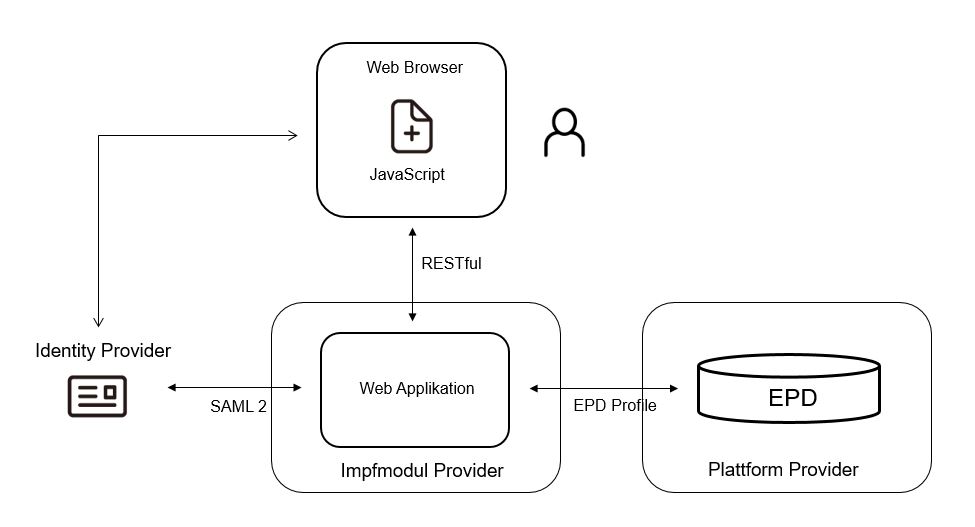 Web Browser
JavaScript
RESTful
Identity Provider
SAML 2
Web Applikation
EPD Profile
EPD
Impfmodul Provider
Plattform Provider